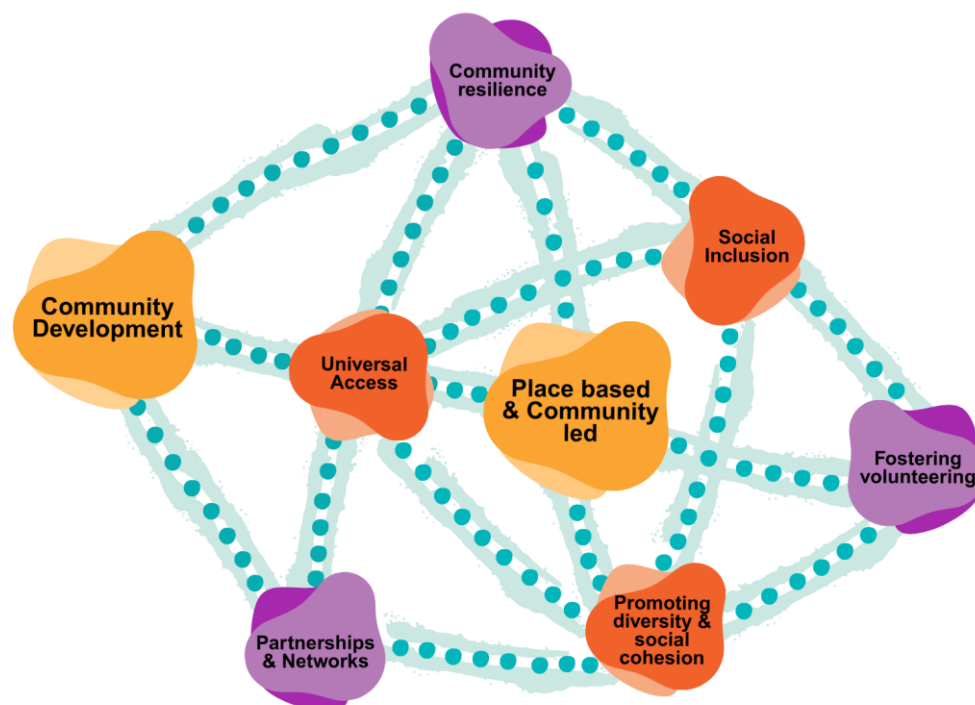 Community
resilience
Social
Inclusion
Community
Development
Universal
Access
Place based
& Community
led
Fostering
volunteering
Promoting
diversity &
social
cohesion
Partnerships
& Networks